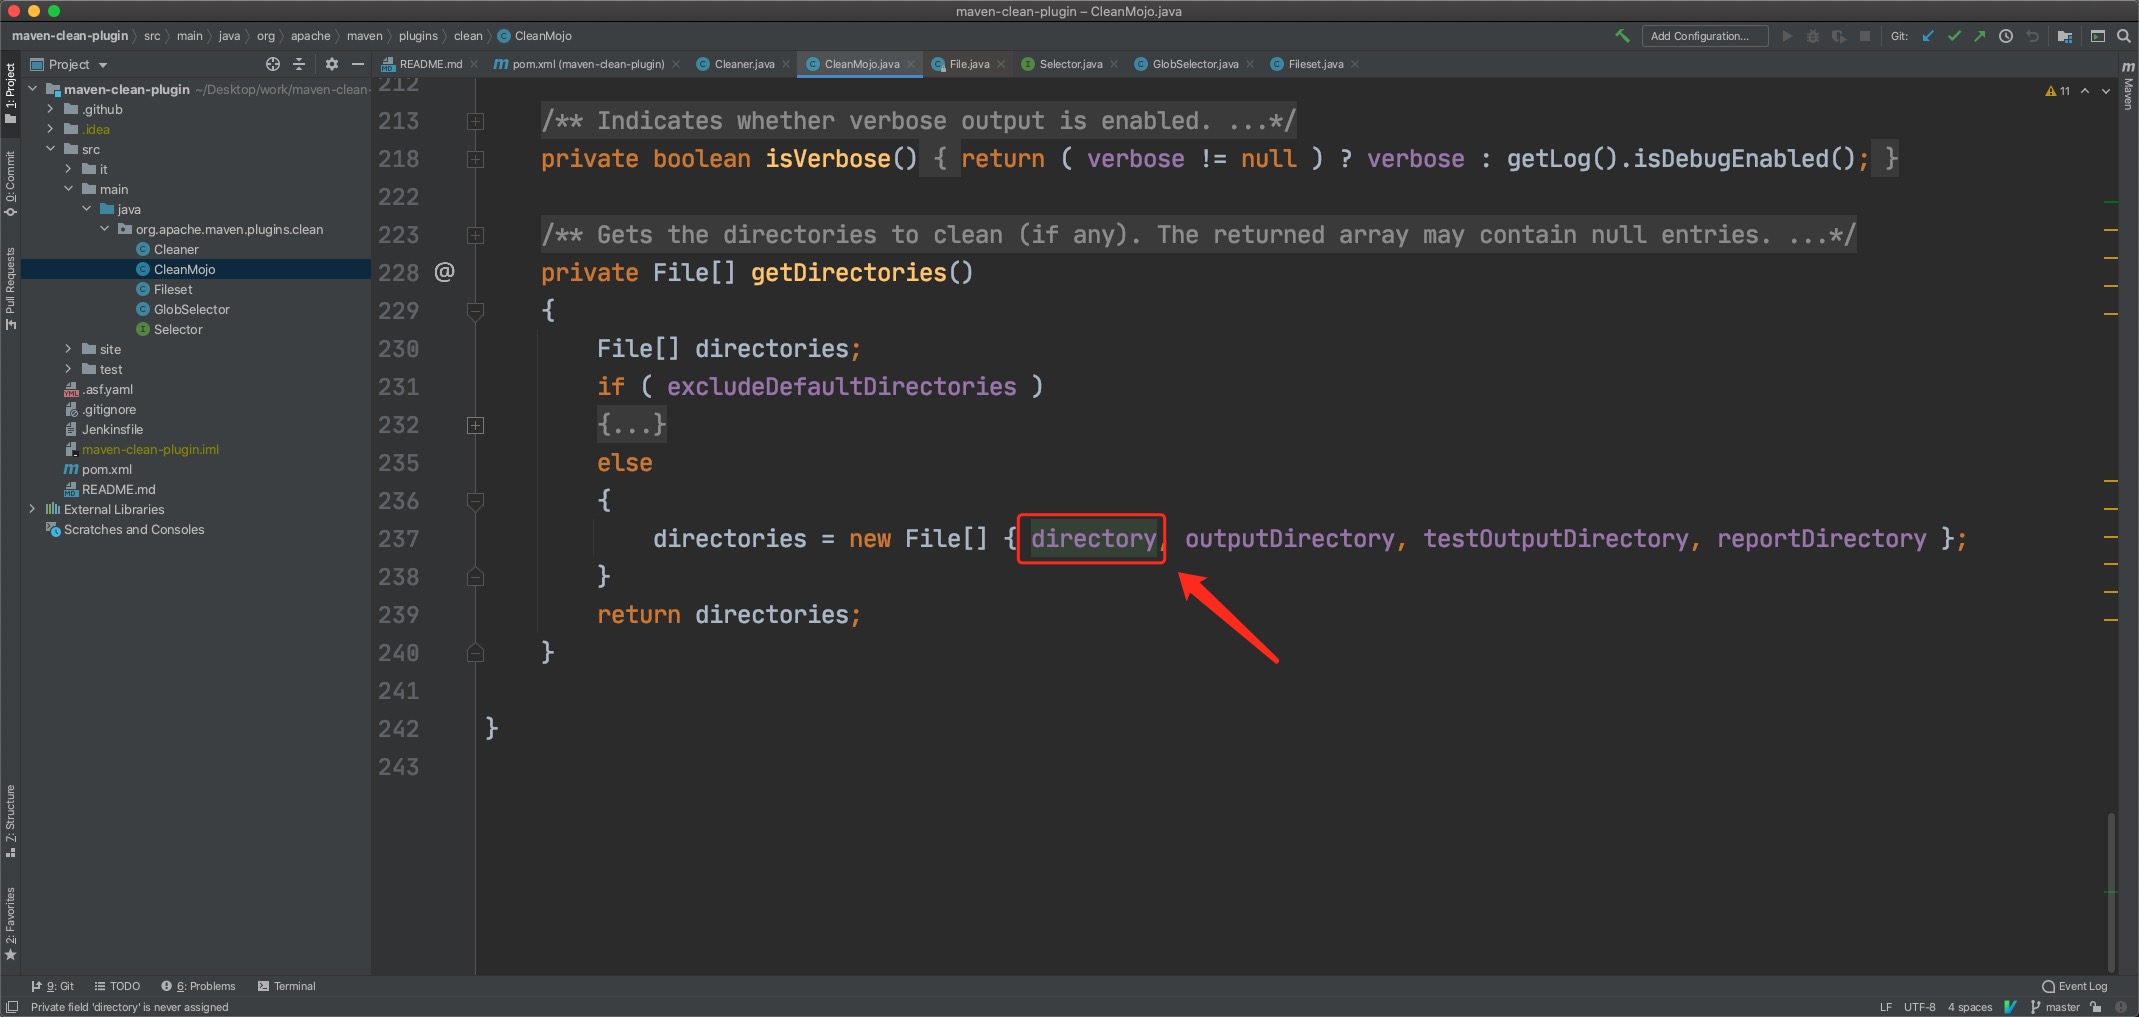 maven-clean-plugin – CleanMojo.java
maven-clean-plugin src main java org apache maven plugins clean CleanMojo
Add Configuration...
Git:
Project
README.md
pom.xml (maven-clean-plugin)
Cleaner.java
CleanMojo.java
File.java
Selector.java
GlobSelector.java
Fileset.java
1: Project
0: Commit
Pull Requests
Z: Structure
2: Favorites
maven-clean-plugin ~/Desktop/work/maven-clean-
.github
.idea
src
it
main
java
org.apache.maven.plugins.clean
Cleaner
CleanMojo
Fileset
GlobSelector
Selector
site
test
.asf.yaml
.gitignore
Jenkinsfile
maven-clean-plugin.iml
pom.xml
README.md
External Libraries
Scratches and Consoles
212
213 /** Indicates whether verbose output is enabled. ...*/
218 private boolean isVerbose() { return ( verbose != null ) ? verbose : getLog().isDebugEnabled(); }
222
223 /** Gets the directories to clean (if any). The returned array may contain null entries. ...*/
228 @ private File[] getDirectories()
229 {
230 File[] directories;
231 if ( excludeDefaultDirectories )
232 {...}
235 else
236 {
237 directories = new File[] { directory, outputDirectory, testOutputDirectory, reportDirectory };
238 }
239 return directories;
240 }
241
242 }
243
11
m Maven
9: Git
TODO
6: Problems
Terminal
Event Log
Private field 'directory' is never assigned
LF UTF-8 4 spaces master